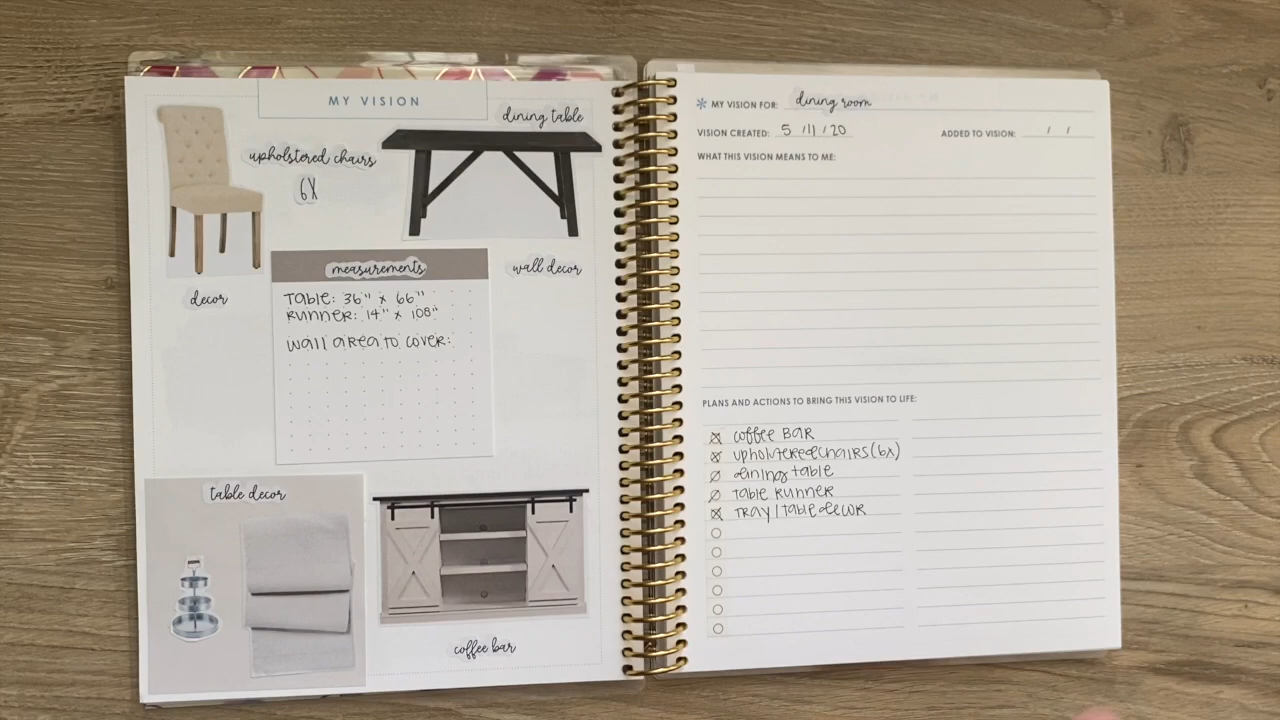 MY VISION
dining table
upholstered chairs
6X
measurements
wall decor
decor
Table: 36" x 66"
Runner: 14" x 108"
wall area to cover:
table decor
coffee bar
MY VISION FOR: dining room
VISION CREATED: 5 / 11 / 20 ADDED TO VISION: / /
WHAT THIS VISION MEANS TO ME:
PLANS AND ACTIONS TO BRING THIS VISION TO LIFE:
coffee BAR
upholtered chairs (6x)
dining table
table Runner
Tray / table decor